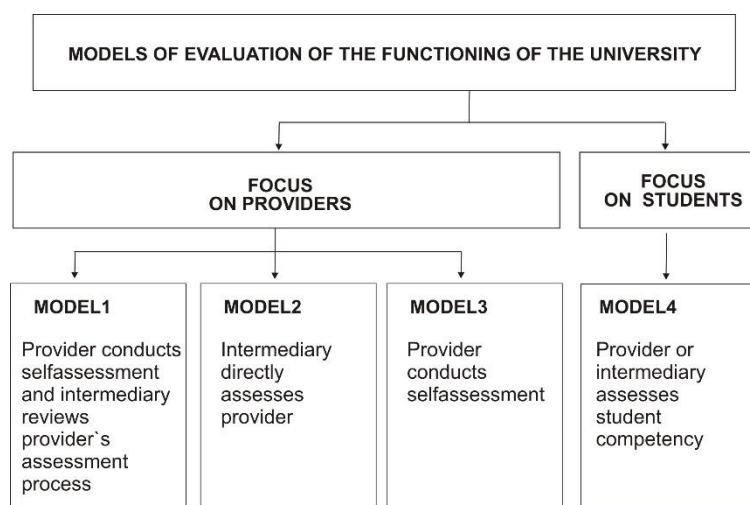 MODELS OF EVALUATION OF THE FUNCTIONING OF THE UNIVERSITY
FOCUS
ON PROVIDERS
FOCUS
ON STUDENTS
MODEL1
Provider conducts
selfassessment
and intermediary
reviews
provider`s
assessment
process
MODEL2
Intermediary
directly
assesses
provider
MODEL3
Provider
conducts
selfassessment
MODEL4
Provider or
intermediary
assesses
student
competency